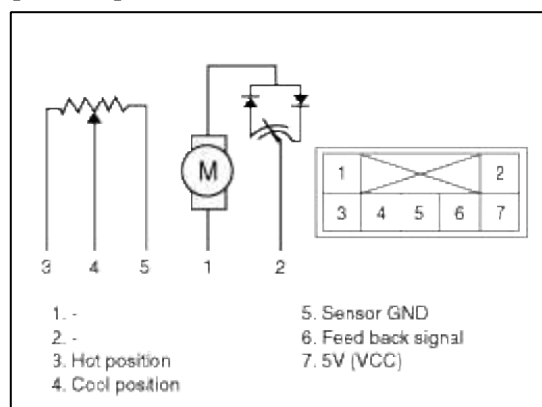 M
1 2
3 4 5 6 7
3 4 5 1 2
1. -
2. -
3. Hot position
4. Cool position
5. Sensor GND
6. Feed back signal
7. 5V (VCC)